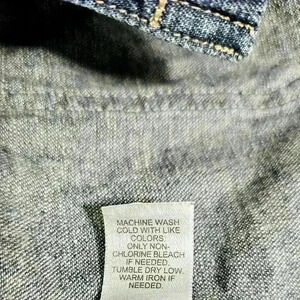 MACHINE WASH
COLD WITH LIKE
COLORS.
ONLY NON-
CHLORINE BLEACH
IF NEEDED.
TUMBLE DRY LOW.
WARM IRON IF
NEEDED.